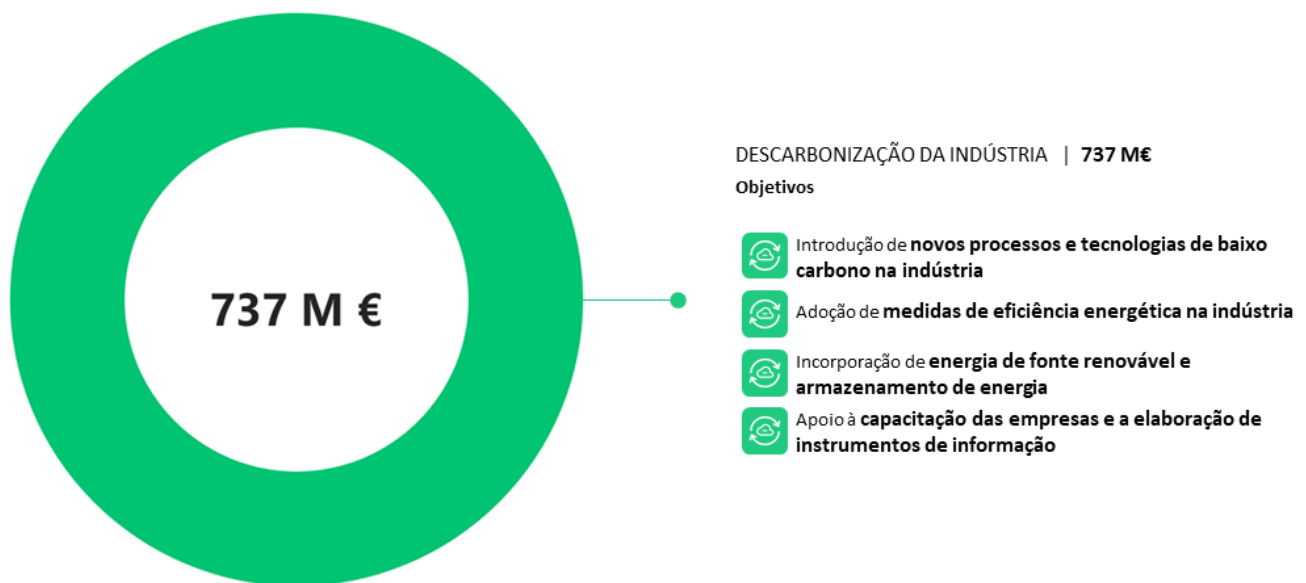 737 M €
DESCARBONIZAÇÃO DA INDÚSTRIA | 737 M€
Objetivos
Introdução de novos processos e tecnologias de baixo
carbono na indústria
Adoção de medidas de eficiência energética na indústria
Incorporação de energia de fonte renovável e
armazenamento de energia
Apoio à capacitação das empresas e a elaboração de
instrumentos de informação